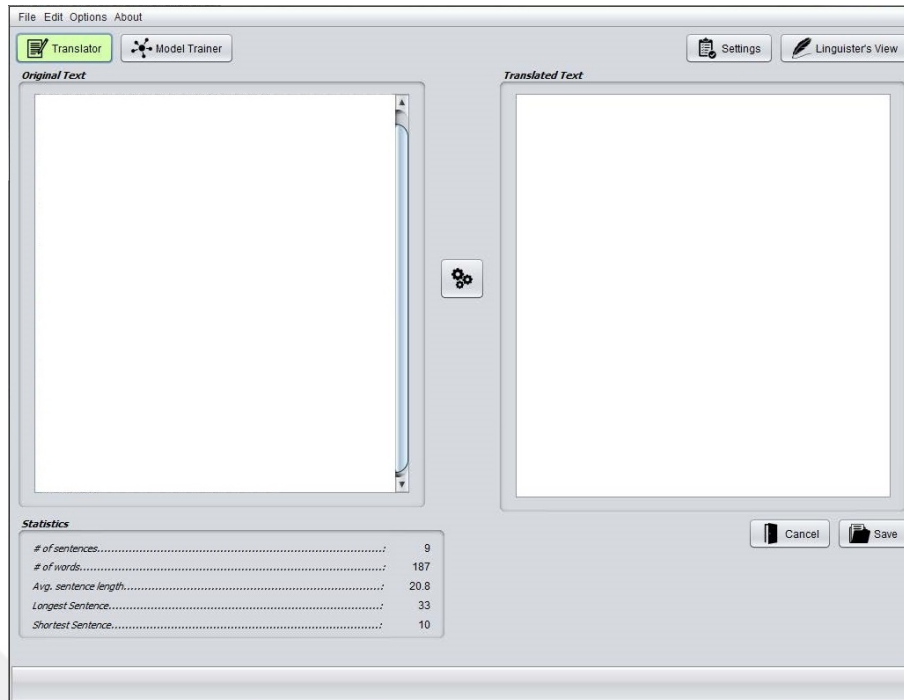 File Edit Options About
Translator Model Trainer Settings Linguister's View
Original Text Translated Text
Statistics
# of sentences....................................................................................: 9
# of words..........................................................................................: 187
Avg. sentence length...........................................................................: 20.8
Longest Sentence................................................................................: 33
Shortest Sentence...............................................................................: 10
Cancel Save